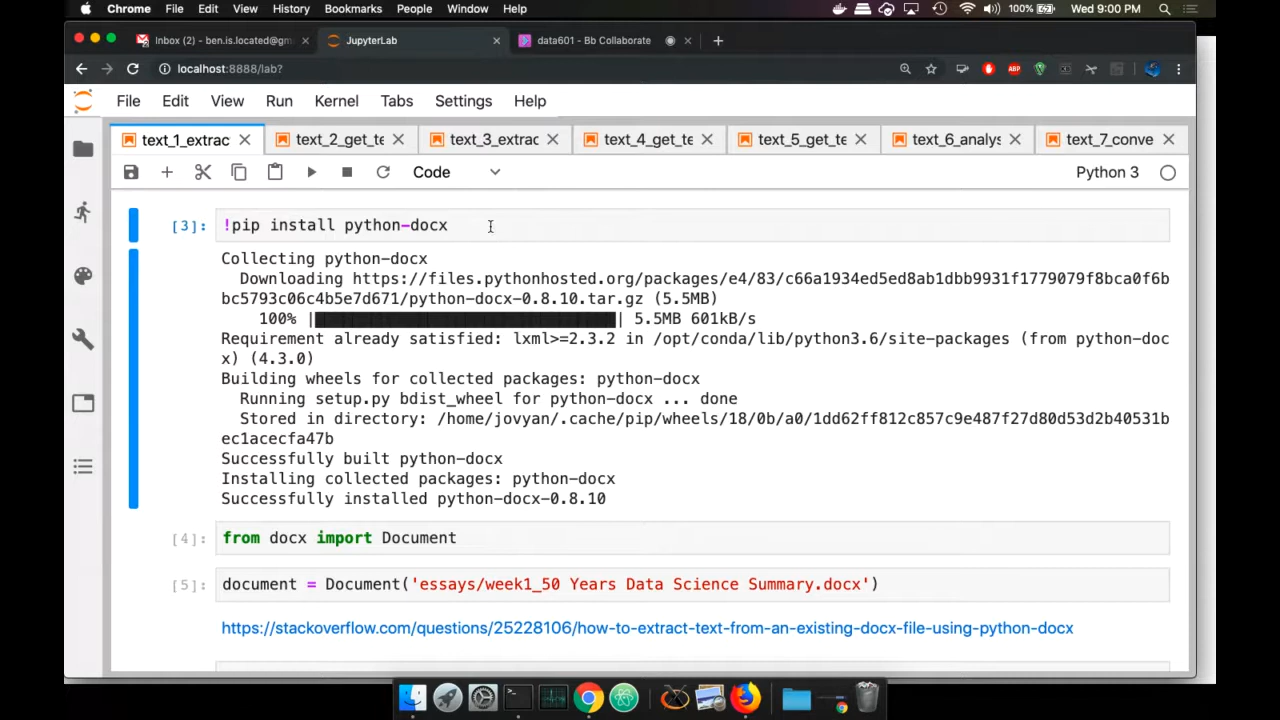 Chrome File Edit View History Bookmarks People Window Help 100% Wed 9:00 PM
Inbox (2) - ben.is.located@gm JupyterLab data601 - Bb Collaborate
localhost:8888/lab?
ABP
File Edit View Run Kernel Tabs Settings Help
text_1_extrac text_2_get_te text_3_extrac text_4_get_te text_5_get_te text_6_analys text_7_conve
Code Python 3
[3]: !pip install python-docx
Collecting python-docx
Downloading https://files.pythonhosted.org/packages/e4/83/c66a1934ed5ed8ab1dbb9931f1779079f8bca0f6b
bc5793c06c4b5e7d671/python-docx-0.8.10.tar.gz (5.5MB)
100% |████████████████████████████████| 5.5MB 601kB/s
Requirement already satisfied: lxml>=2.3.2 in /opt/conda/lib/python3.6/site-packages (from python-doc
x) (4.3.0)
Building wheels for collected packages: python-docx
Running setup.py bdist_wheel for python-docx ... done
Stored in directory: /home/jovyan/.cache/pip/wheels/18/0b/a0/1dd62ff812c857c9e487f27d80d53d2b40531b
ec1acecfa47b
Successfully built python-docx
Installing collected packages: python-docx
Successfully installed python-docx-0.8.10
[4]: from docx import Document
[5]: document = Document('essays/week1_50 Years Data Science Summary.docx')
https://stackoverflow.com/questions/25228106/how-to-extract-text-from-an-existing-docx-file-using-python-docx